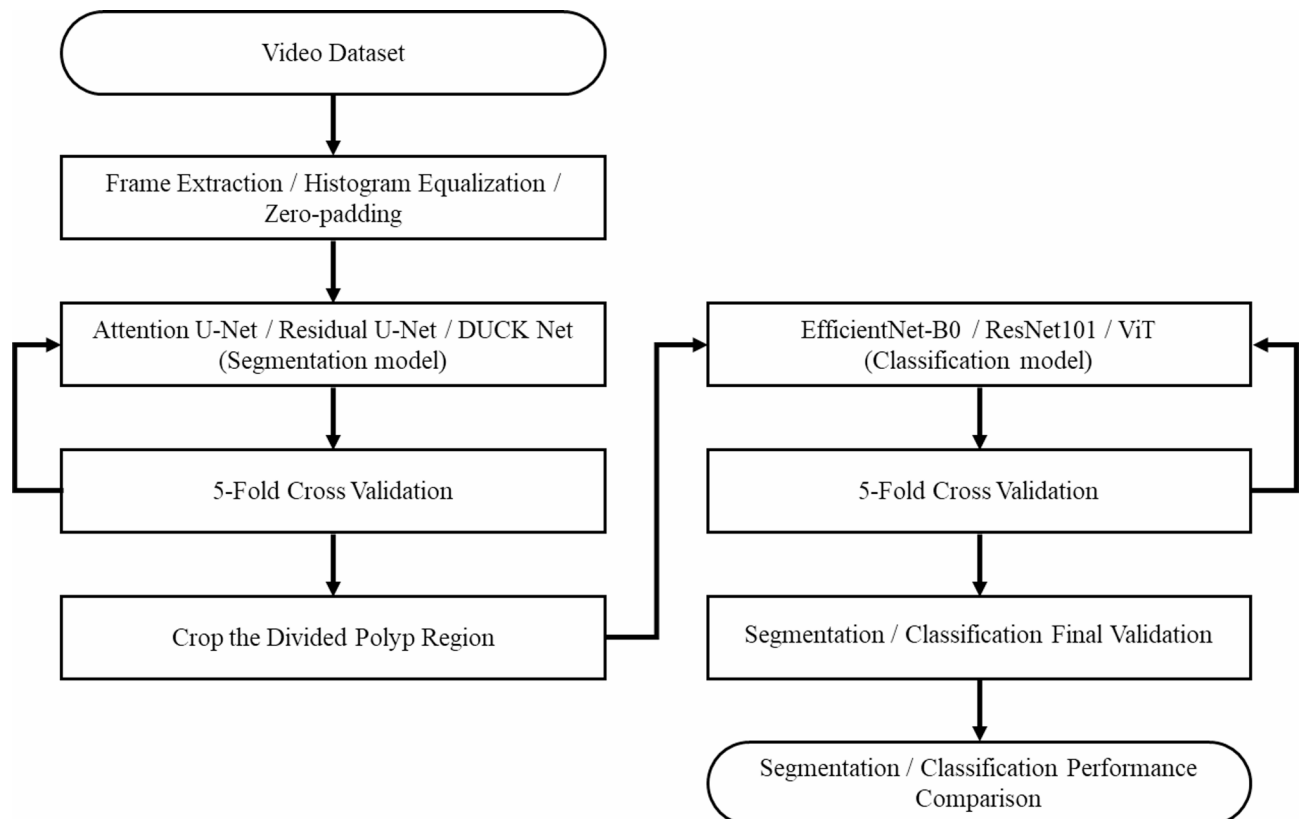 Video Dataset
Frame Extraction / Histogram Equalization /
Zero-padding
Attention U-Net / Residual U-Net / DUCK Net
(Segmentation model)
5-Fold Cross Validation
Crop the Divided Polyp Region
EfficientNet-B0 / ResNet101 / ViT
(Classification model)
5-Fold Cross Validation
Segmentation / Classification Final Validation
Segmentation / Classification Performance
Comparison